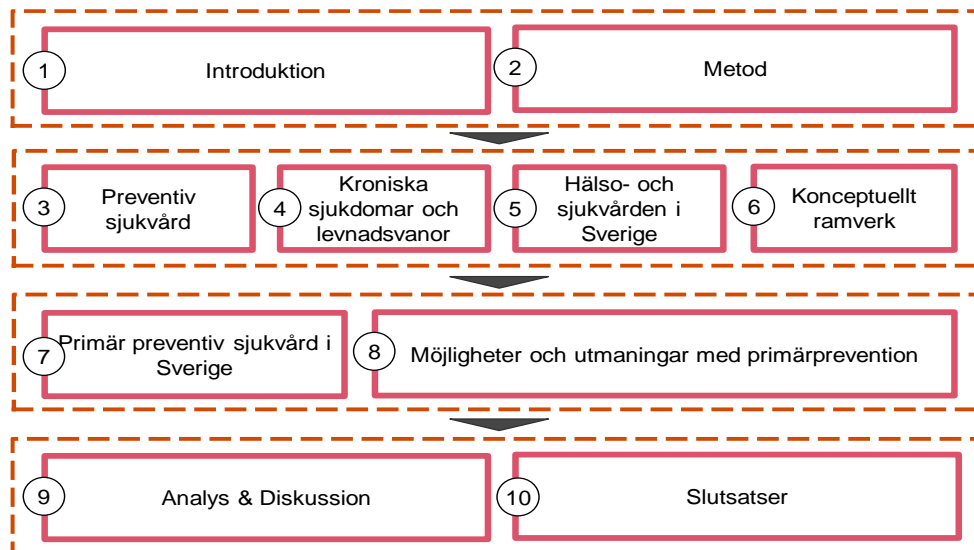 1
Introduktion
2
Metod
3
Preventiv
sjukvård
4
Kroniska
sjukdomar och
levnadsvanor
5
Hälso- och
sjukvården i
Sverige
6
Konceptuellt
ramverk
7
Primär preventiv sjukvård i
Sverige
8
Möjligheter och utmaningar med primärprevention
9
Analys & Diskussion
10
Slutsatser